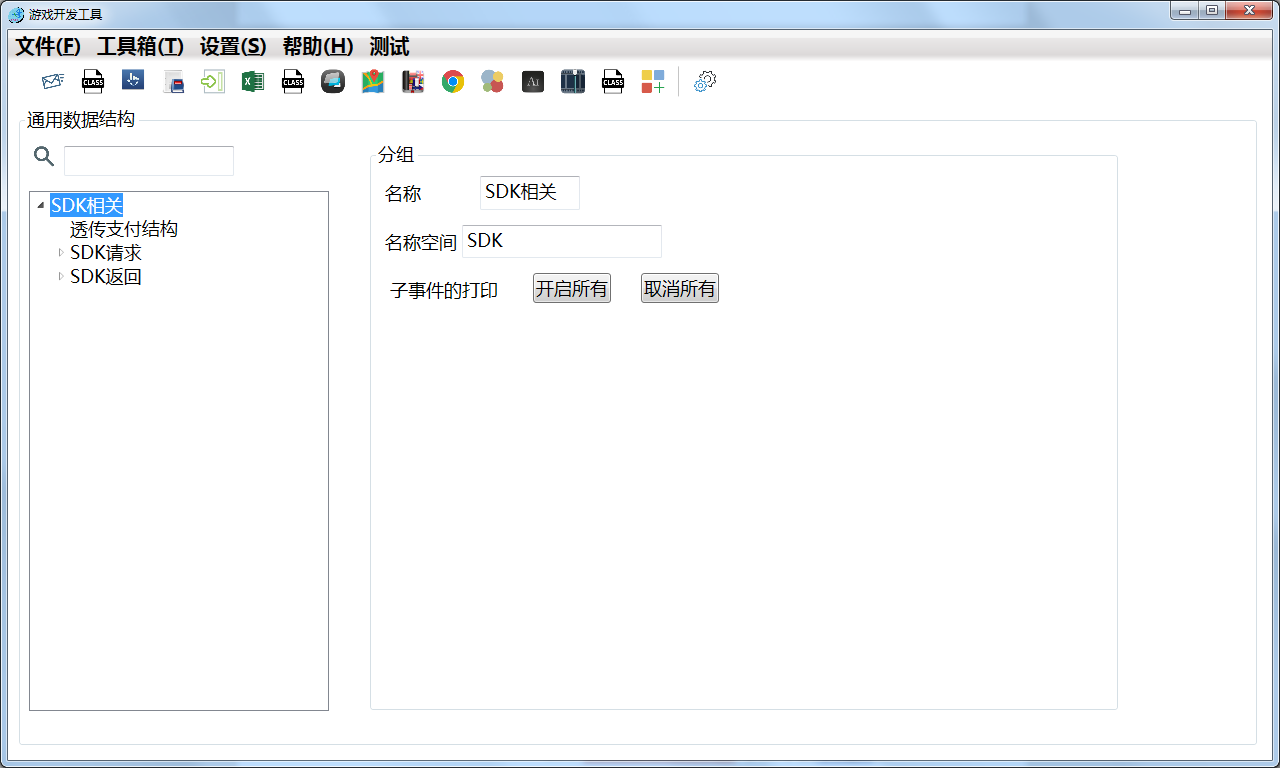 游戏开发工具
文件(F) 工具箱(T) 设置(S) 帮助(H) 测试
CLASS CLASS Ai CLASS
通用数据结构
SDK相关
透传支付结构
SDK请求
SDK返回
分组
名称 SDK相关
名称空间 SDK
子事件的打印 开启所有 取消所有